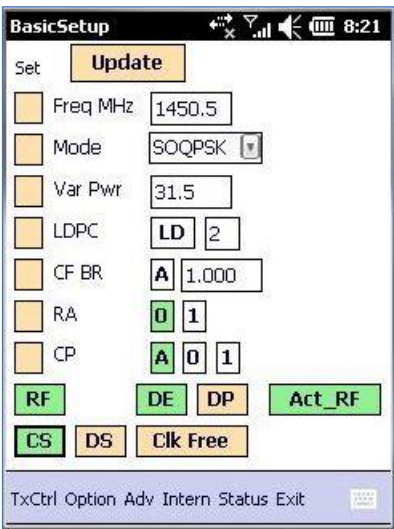 BasicSetup 8:21
Set Update
Freq MHz 1450.5
Mode SOQPSK
Var Pwr 31.5
LDPC LD 2
CF BR A 1.000
RA 0 1
CP A 0 1
RF DE DP Act_RF
CS DS Clk Free
TxCtrl Option Adv Intern Status Exit